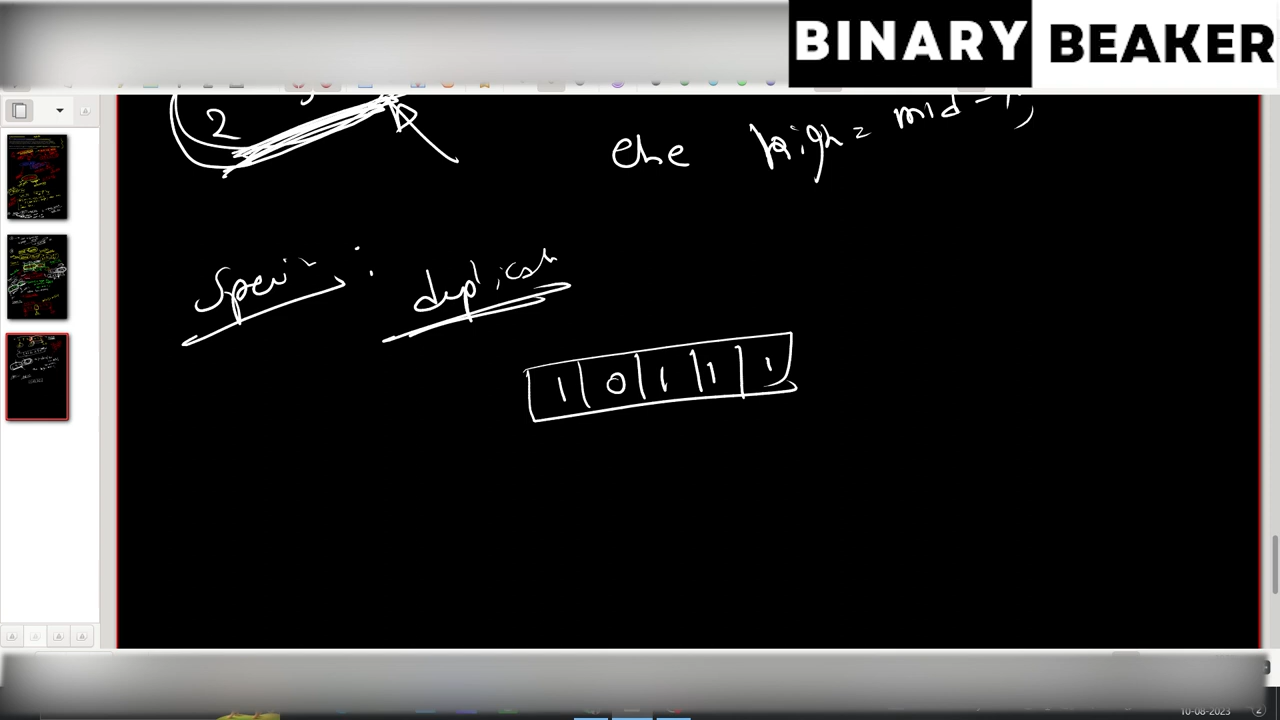 BINARY BEAKER
2
else high = mid - 1;
duplicate
1 0 1 1 1
10-08-2023